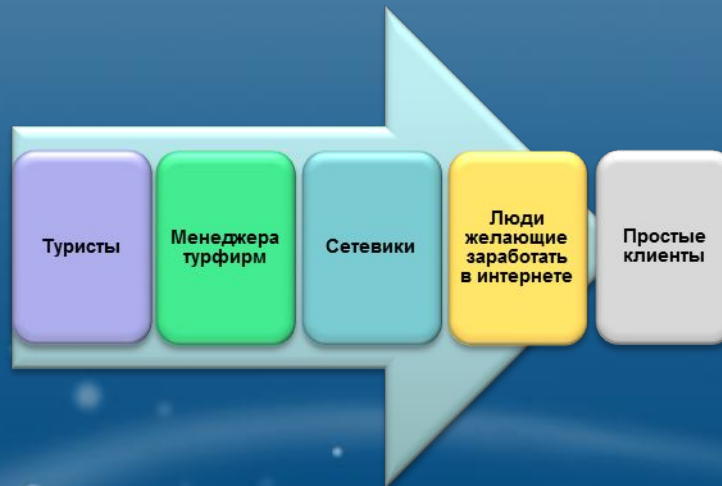 Туристы
Менеджера
турфирм
Сетевики
Люди
желающие
заработать
в интернете
Простые
клиенты